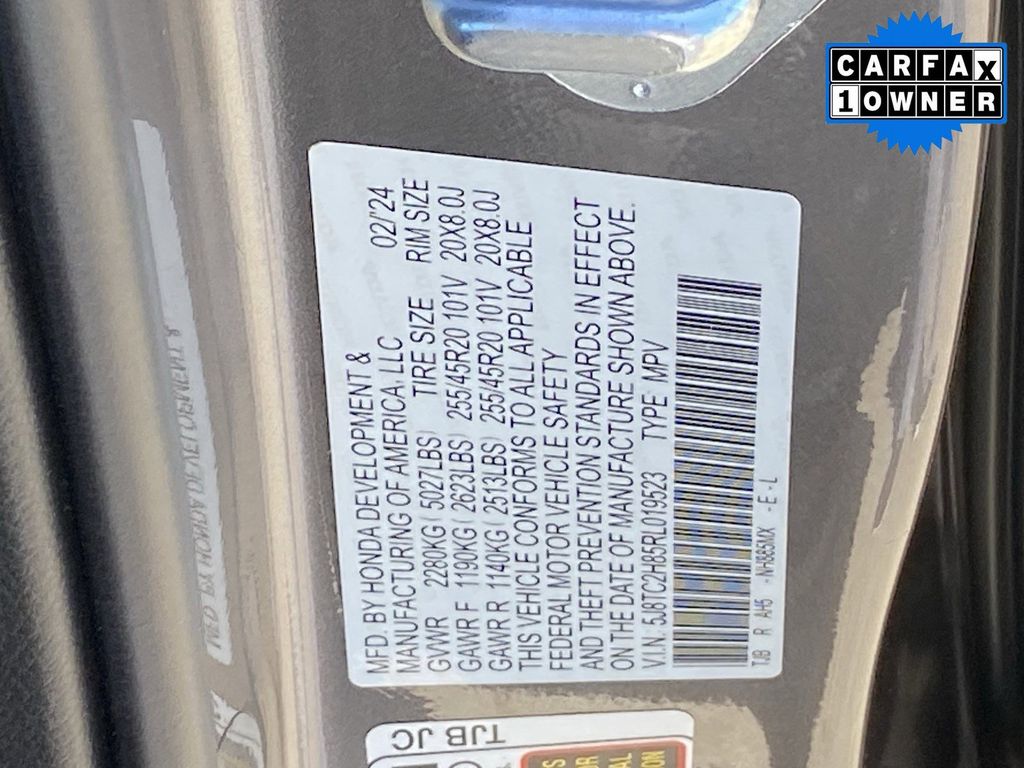 CARFAX
1 OWNER
MFD. BY HONDA DEVELOPMENT &
MANUFACTURING OF AMERICA, LLC 02/'24
GVWR 2280KG (5027LBS) TIRE SIZE RIM SIZE
GAWR F 1190KG (2623LBS) 255/45R20 101V 20X8.0J
GAWR R 1140KG (2513LBS) 255/45R20 101V 20X8.0J
THIS VEHICLE CONFORMS TO ALL APPLICABLE
FEDERAL MOTOR VEHICLE SAFETY
AND THEFT PREVENTION STANDARDS IN EFFECT
ON THE DATE OF MANUFACTURE SHOWN ABOVE.
V.I.N.: 5J8TC2H85RL019523 TYPE MPV
TJB R AH5 - E - L
TJB JC